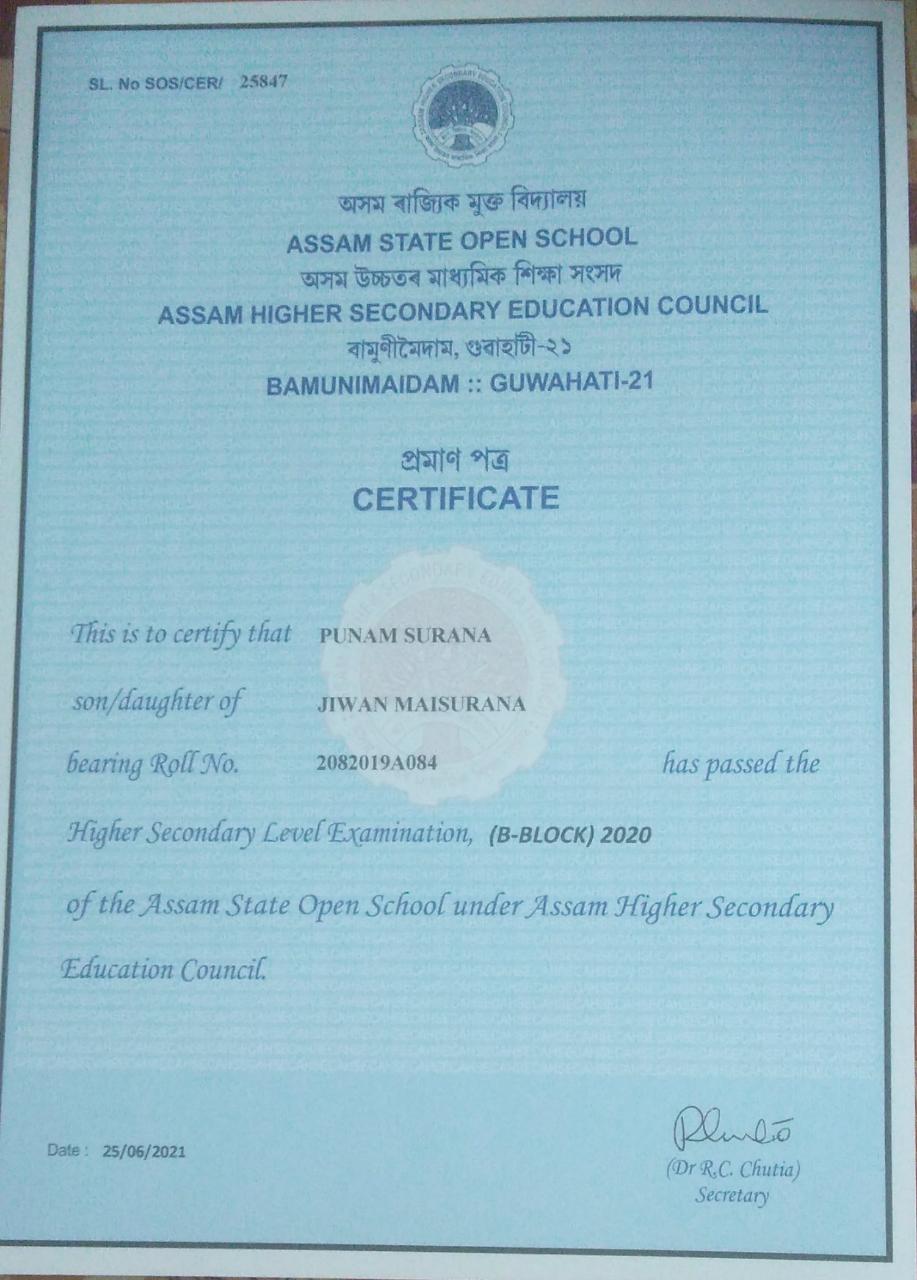 SL. No SOS/CER/ 25847
অসম ৰাজ্যিক মুক্ত বিদ্যালয়
ASSAM STATE OPEN SCHOOL
অসম উচ্চতৰ মাধ্যমিক শিক্ষা সংসদ
ASSAM HIGHER SECONDARY EDUCATION COUNCIL
বামুণীমৈদাম, গুৱাহাটী-২১
BAMUNIMAIDAM :: GUWAHATI-21
প্ৰমাণ পত্ৰ
CERTIFICATE
This is to certify that PUNAM SURANA
son/daughter of JIWAN MAISURANA
bearing Roll No. 2082019A084 has passed the
Higher Secondary Level Examination, (B-BLOCK) 2020
of the Assam State Open School under Assam Higher Secondary
Education Council.
Date : 25/06/2021
(Dr R.C. Chutia)
Secretary